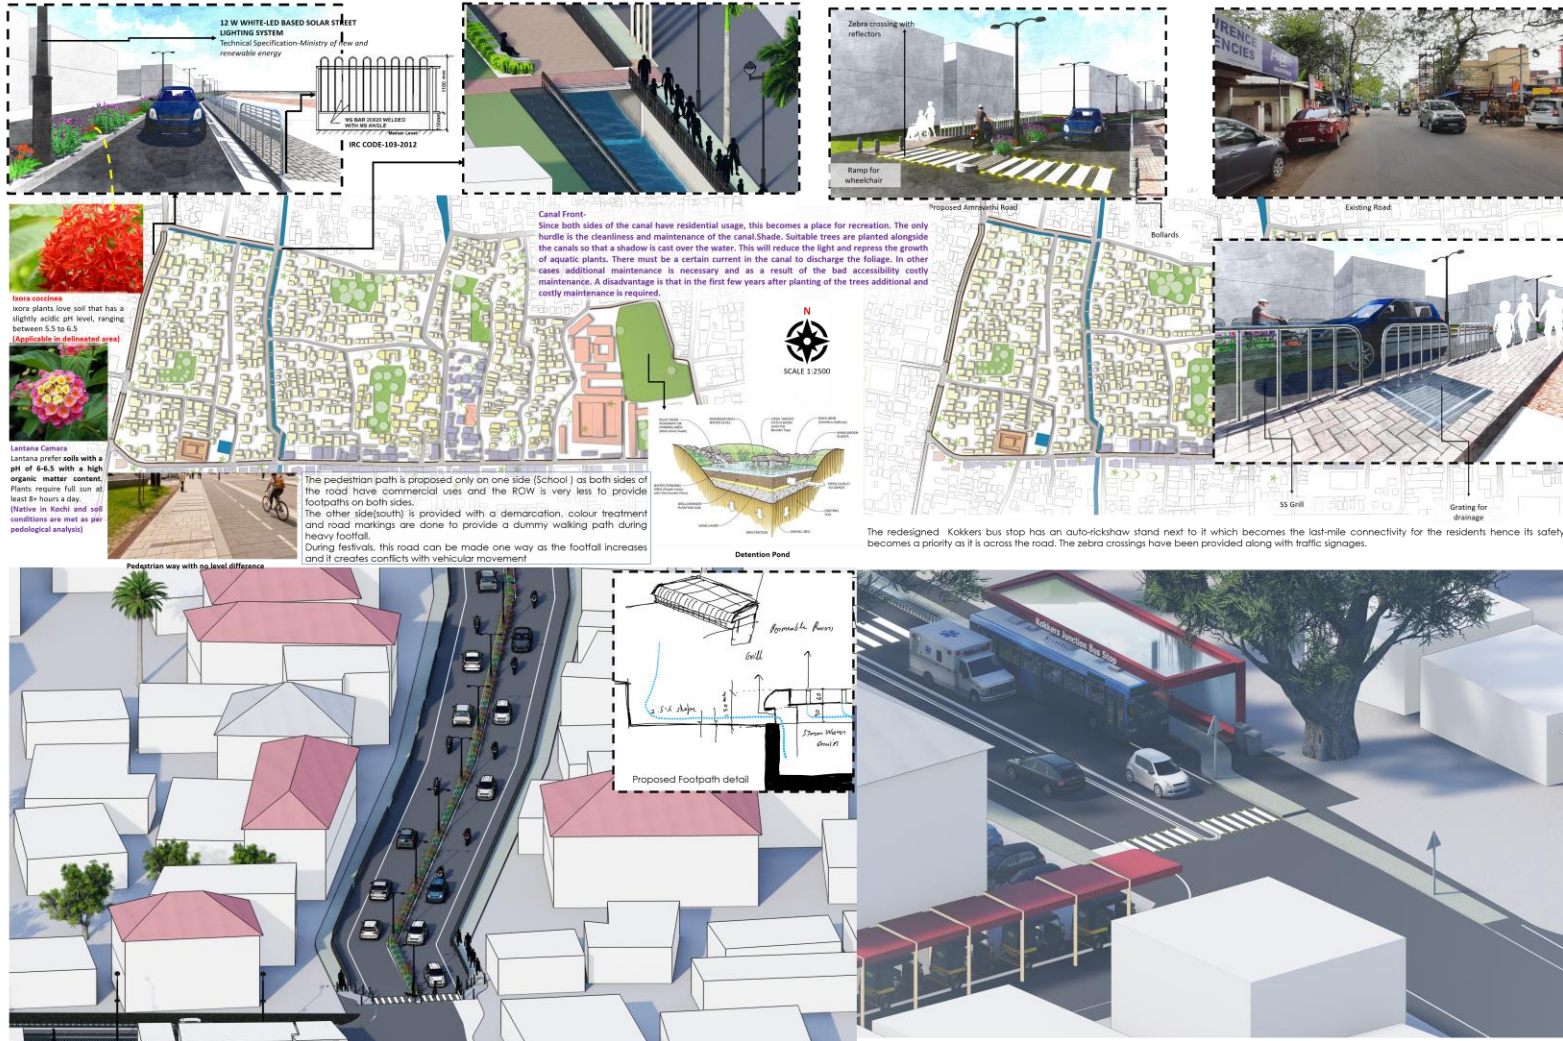 12 W WHITE-LED BASED SOLAR STREET
LIGHTING SYSTEM
Technical Specification-Ministry of new and
renewable energy
1100 mm
150mm
MS BAR 20X20 WELDED
WITH MS ANGLE
Median Level
IRC CODE-103-2012
Zebra crossing with
reflectors
Ramp for
wheelchair
Proposed Amravathi Road
Bollards
RENCE
ENCIES
Existing Road
Ixora coccinea
ixora plants love soil that has a
slightly acidic pH level, ranging
between 5.5 to 6.5
(Applicable in delineated area)
Lantana Camara
Lantana prefer soils with a
pH of 6-6.5 with a high
organic matter content.
Plants require full sun at
least 8+ hours a day.
(Native in Kochi and soil
conditions are met as per
pedological analysis)
Canal Front-
Since both sides of the canal have residential usage, this becomes a place for recreation. The only
hurdle is the cleanliness and maintenance of the canal.Shade. Suitable trees are planted alongside
the canals so that a shadow is cast over the water. This will reduce the light and repress the growth
of aquatic plants. There must be a certain current in the canal to discharge the foliage. In other
cases additional maintenance is necessary and as a result of the bad accessibility costly
maintenance. A disadvantage is that in the first few years after planting of the trees additional and
costly maintenance is required.
N
SCALE 1:2500
Detention Pond
Pedestrian way with no level difference
The pedestrian path is proposed only on one side (School ) as both sides of
the road have commercial uses and the ROW is very less to provide
footpaths on both sides.
The other side(south) is provided with a demarcation, colour treatment
and road markings are done to provide a dummy walking path during
heavy footfall.
During festivals, this road can be made one way as the footfall increases
and it creates conflicts with vehicular movement
SS Grill
Grating for
drainage
The redesigned Kokkers bus stop has an auto-rickshaw stand next to it which becomes the last-mile connectivity for the residents hence its safety
becomes a priority as it is across the road. The zebra crossings have been provided along with traffic signages.
Grill
Proposed Footpath detail
Kokkers Junction Bus Stop